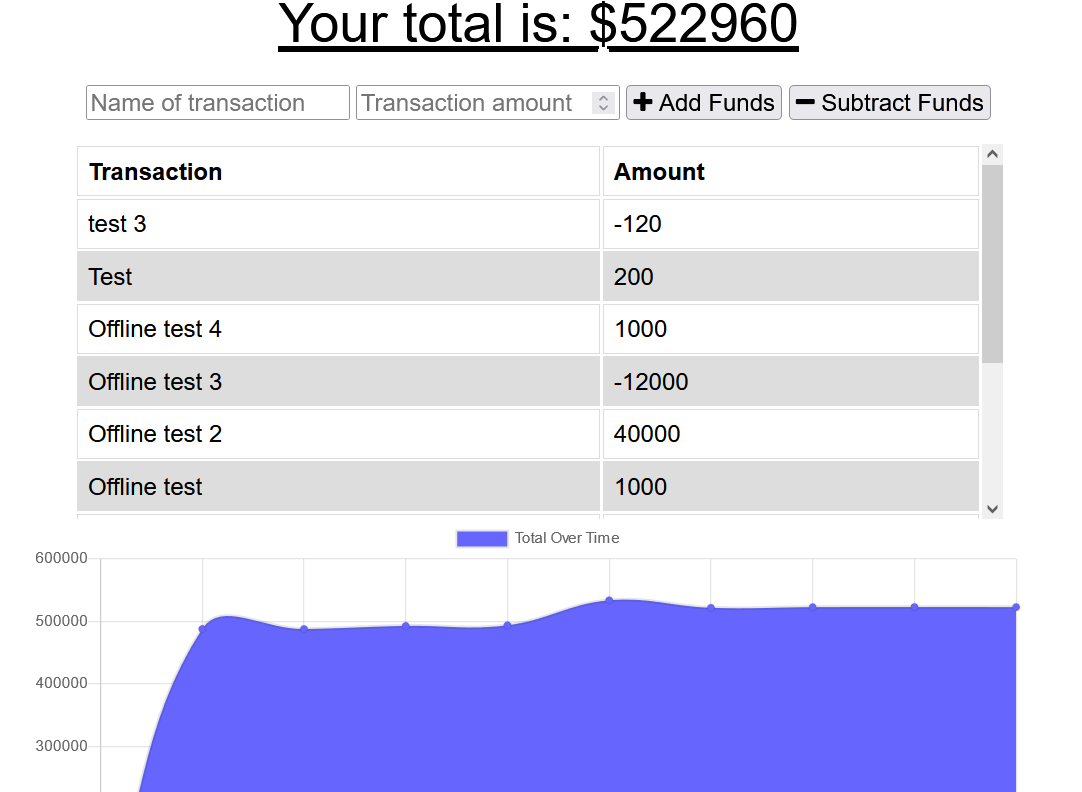 Your total is: $522960
Name of transaction Transaction amount Add Funds Subtract Funds
Transaction Amount
test 3 -120
Test 200
Offline test 4 1000
Offline test 3 -12000
Offline test 2 40000
Offline test 1000
Total Over Time
600000
500000
400000
300000